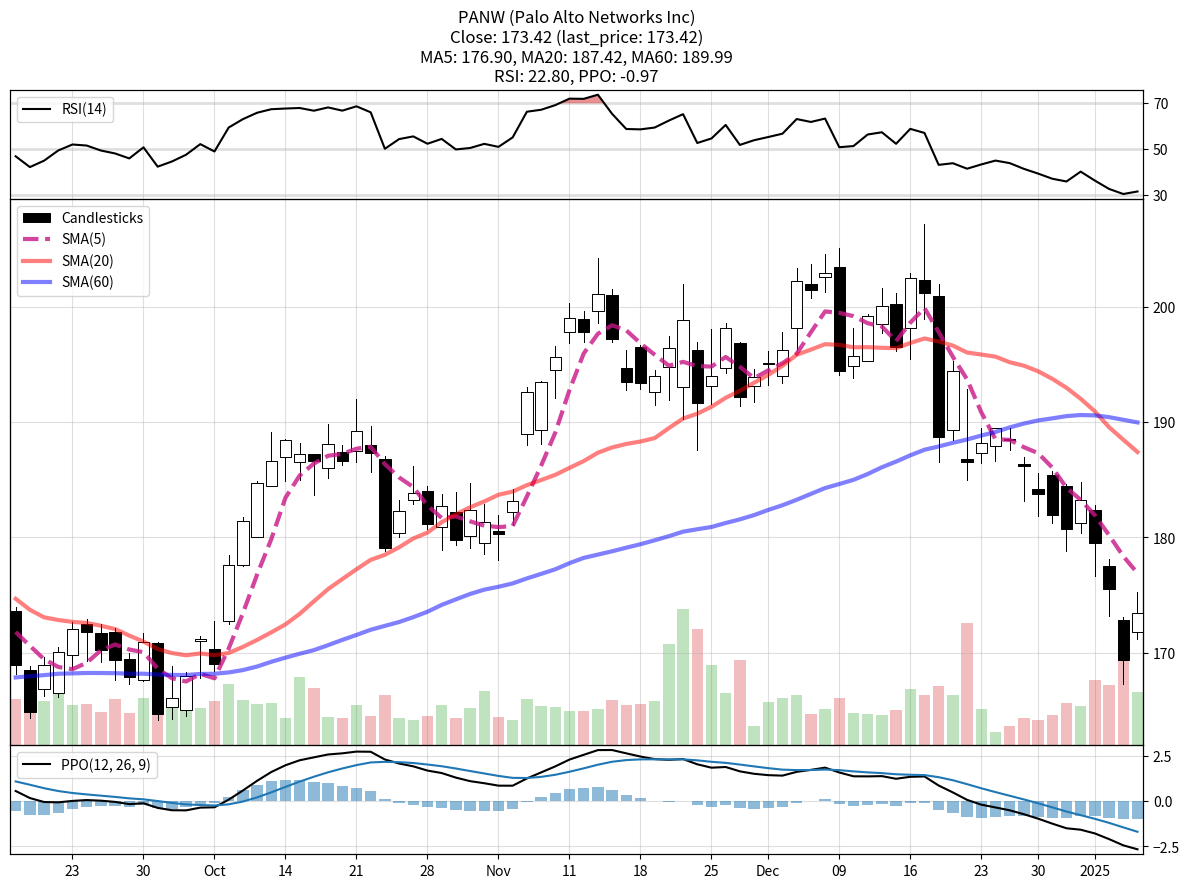 PANW (Palo Alto Networks Inc)
Close: 173.42 (last_price: 173.42)
MA5: 176.90, MA20: 187.42, MA60: 189.99
RSI: 22.80, PPO: -0.97
RSI(14)
70
50
30
Candlesticks
SMA(5)
SMA(20)
SMA(60)
200
190
180
170
PPO(12, 26, 9)
2.5
0.0
−2.5
23 30 Oct 14 21 28 Nov 11 18 25 Dec 09 16 23 30 2025